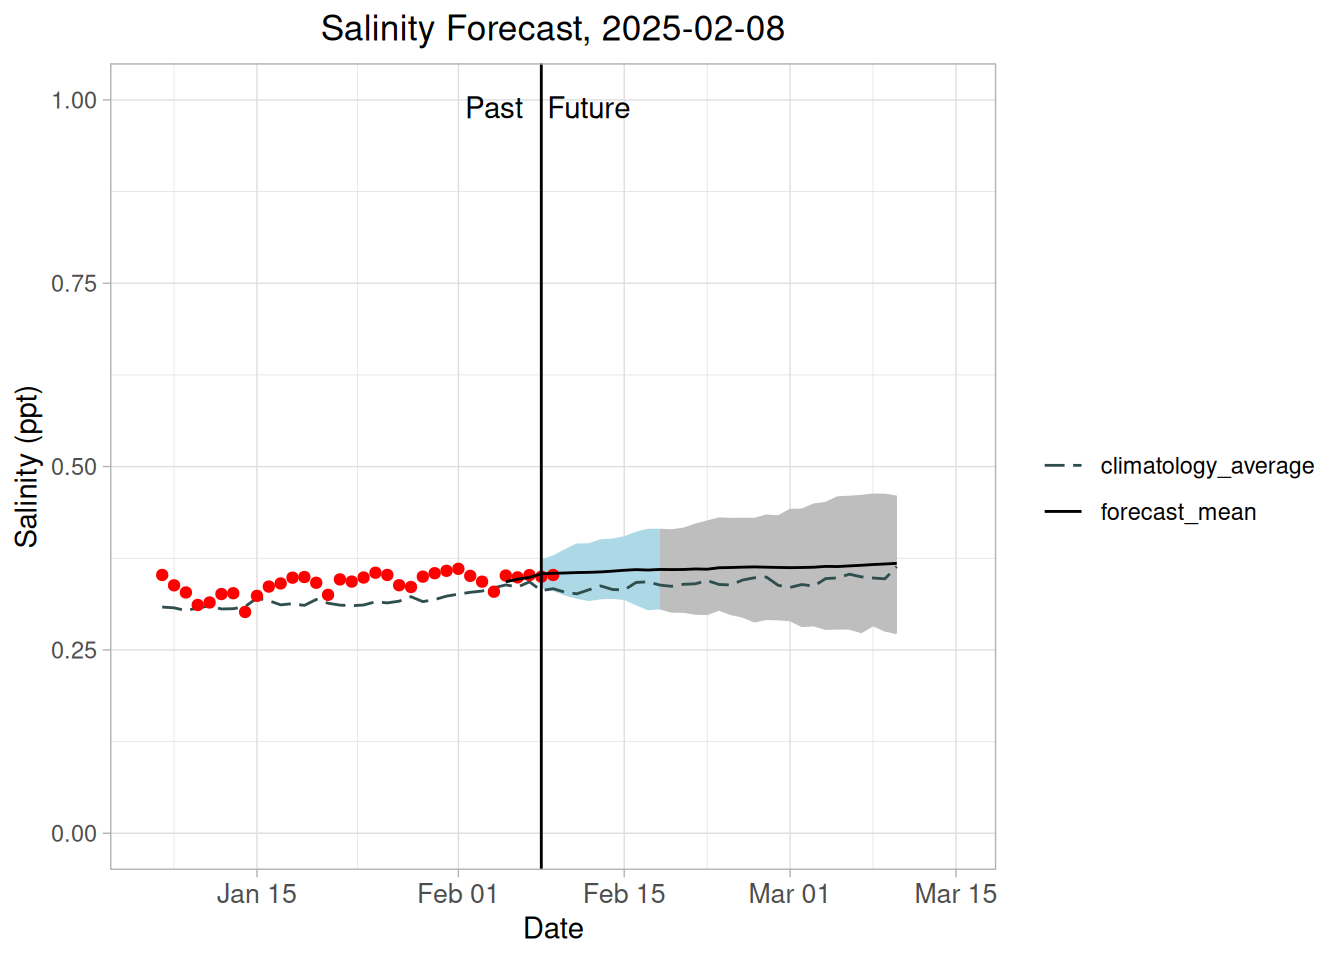 Salinity Forecast, 2025-02-08
Past
Future
1.00
0.75
0.50
0.25
0.00
Salinity (ppt)
Jan 15
Feb 01
Feb 15
Mar 01
Mar 15
Date
climatology_average
forecast_mean